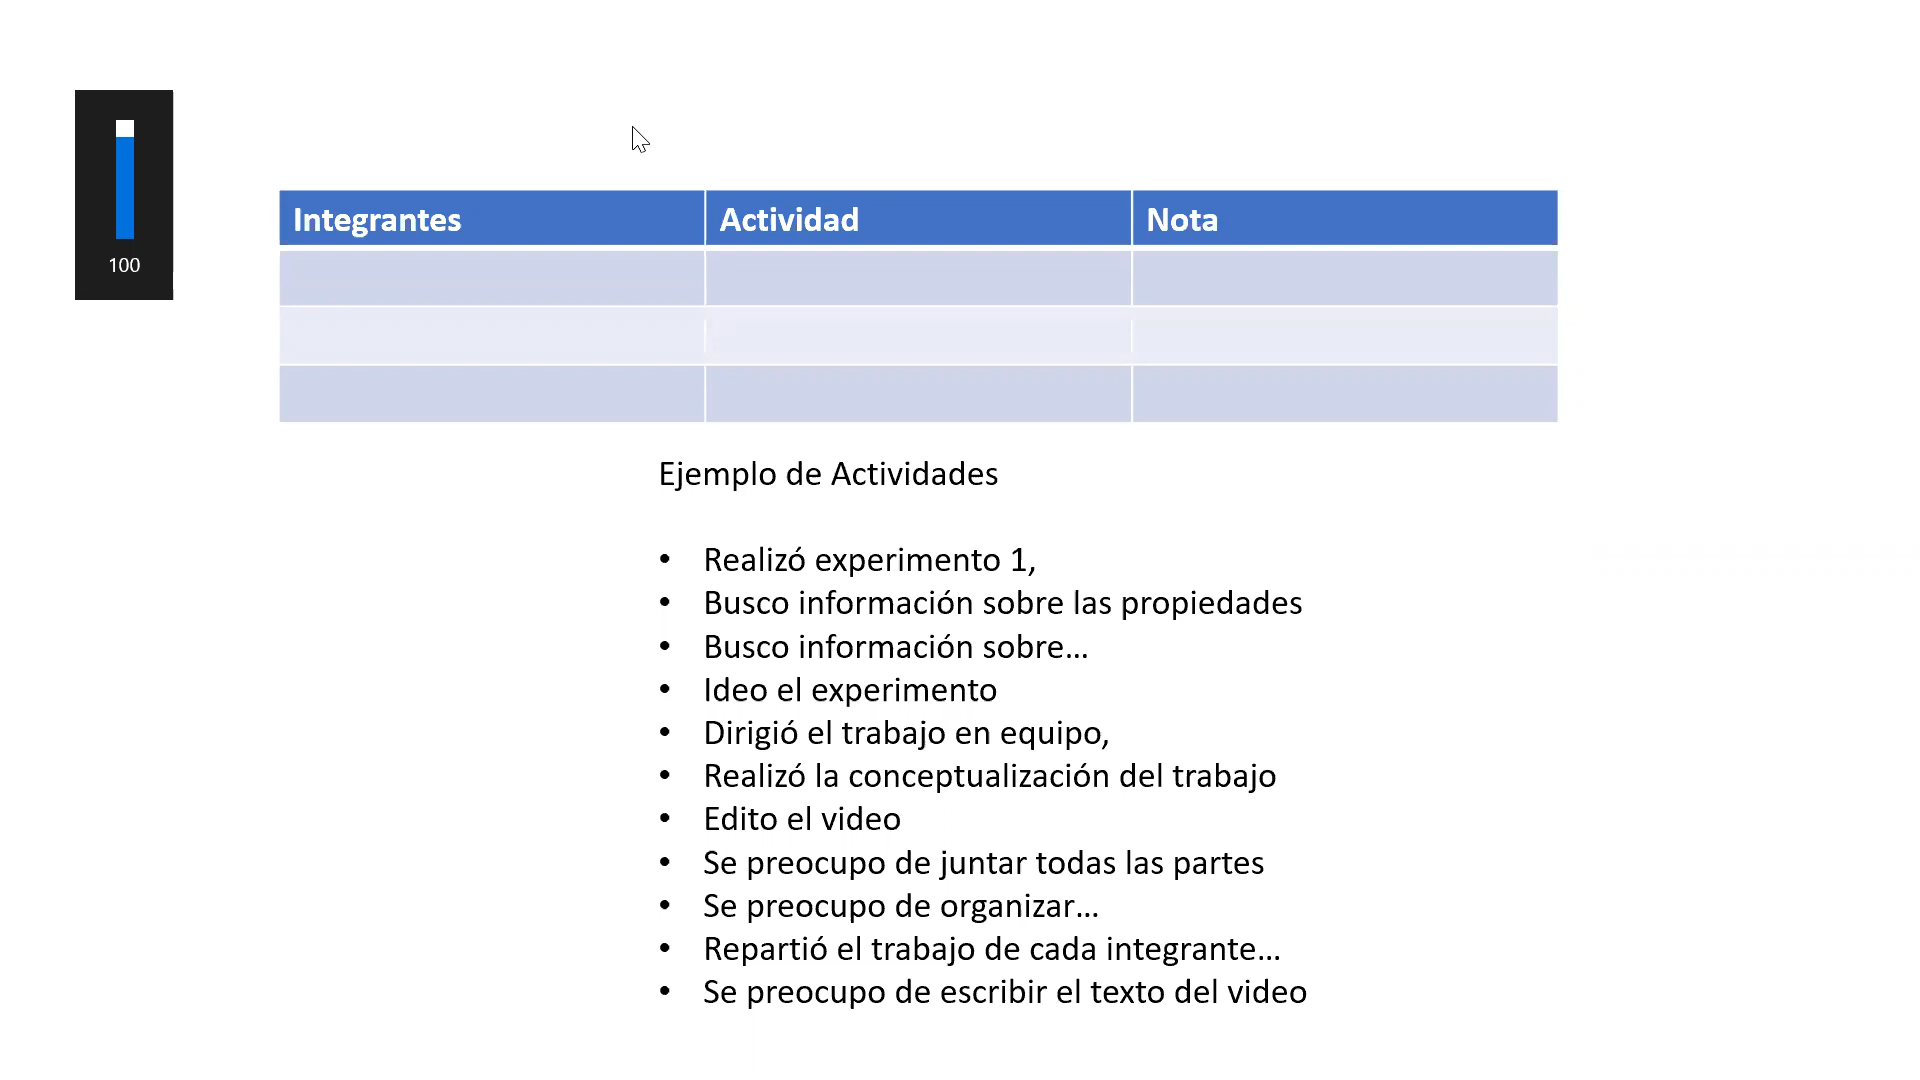 100
Integrantes Actividad Nota
Ejemplo de Actividades
• Realizó experimento 1,
• Busco información sobre las propiedades
• Busco información sobre…
• Ideo el experimento
• Dirigió el trabajo en equipo,
• Realizó la conceptualización del trabajo
• Edito el video
• Se preocupo de juntar todas las partes
• Se preocupo de organizar…
• Repartió el trabajo de cada integrante…
• Se preocupo de escribir el texto del video